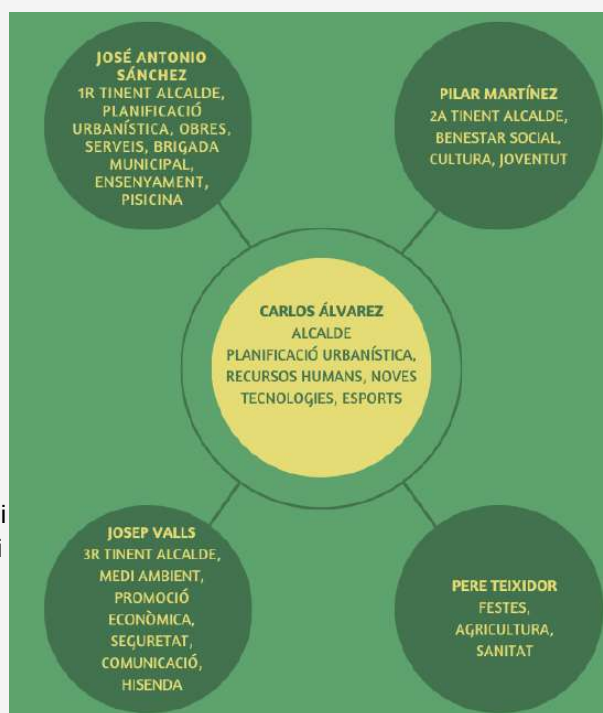 JOSÉ ANTONIO
SÁNCHEZ
1R TINENT ALCALDE,
PLANIFICACIÓ
URBANÍSTICA, OBRES,
SERVEIS, BRIGADA
MUNICIPAL,
ENSENYAMENT,
PISICINA
PILAR MARTÍNEZ
2A TINENT ALCALDE,
BENESTAR SOCIAL,
CULTURA, JOVENTUT
CARLOS ÁLVAREZ
ALCALDE
PLANIFICACIÓ URBANÍSTICA,
RECURSOS HUMANS, NOVES
TECNOLOGIES, ESPORTS
i
i
JOSEP VALLS
3R TINENT ALCALDE,
MEDI AMBIENT,
PROMOCIÓ
ECONÒMICA,
SEGURETAT,
COMUNICACIÓ,
HISENDA
PERE TEIXIDOR
FESTES,
AGRICULTURA,
SANITAT